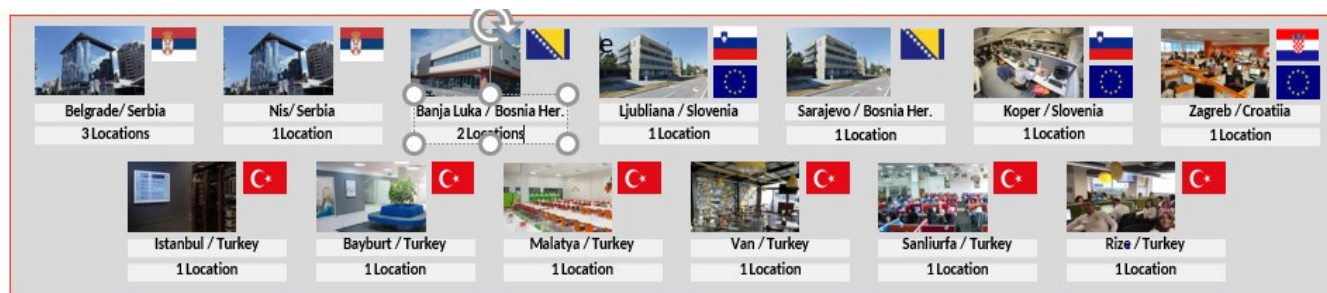 e
Belgrade/ Serbia
3 Locations
Nis/ Serbia
1Location
Banja Luka / Bosnia Her.
2 Locations
Ljubliana / Slovenia
1 Location
Sarajevo / Bosnia Her.
1 Location
Koper / Slovenia
1 Location
Zagreb / Croatiia
1 Location
Istanbul / Turkey
1 Location
Bayburt / Turkey
1 Location
Malatya / Turkey
1 Location
Van / Turkey
1 Location
Sanliurfa / Turkey
1 Location
Rize / Turkey
1 Location